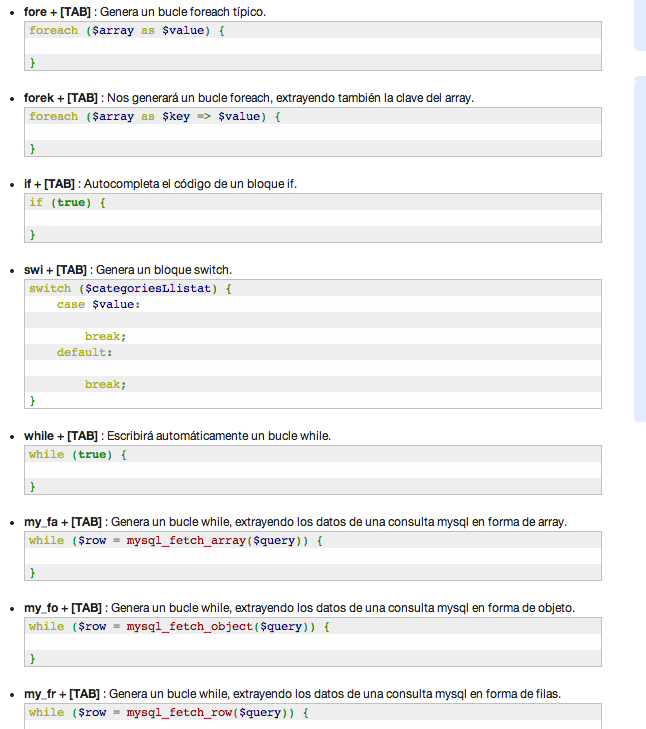 fore + [TAB] : Genera un bucle foreach típico.
foreach ($array as $value) {
}
forek + [TAB] : Nos generará un bucle foreach, extrayendo también la clave del array.
foreach ($array as $key => $value) {
}
if + [TAB] : Autocompleta el código de un bloque if.
if (true) {
}
swi + [TAB] : Genera un bloque switch.
switch ($categoriesLlistat) {
    case $value:
        break;
    default:
        break;
}
while + [TAB] : Escribirá automáticamente un bucle while.
while (true) {
}
my_fa + [TAB] : Genera un bucle while, extrayendo los datos de una consulta mysql en forma de array.
while ($row = mysql_fetch_array($query)) {
}
my_fo + [TAB] : Genera un bucle while, extrayendo los datos de una consulta mysql en forma de objeto.
while ($row = mysql_fetch_object($query)) {
}
my_fr + [TAB] : Genera un bucle while, extrayendo los datos de una consulta mysql en forma de filas.
while ($row = mysql_fetch_row($query)) {